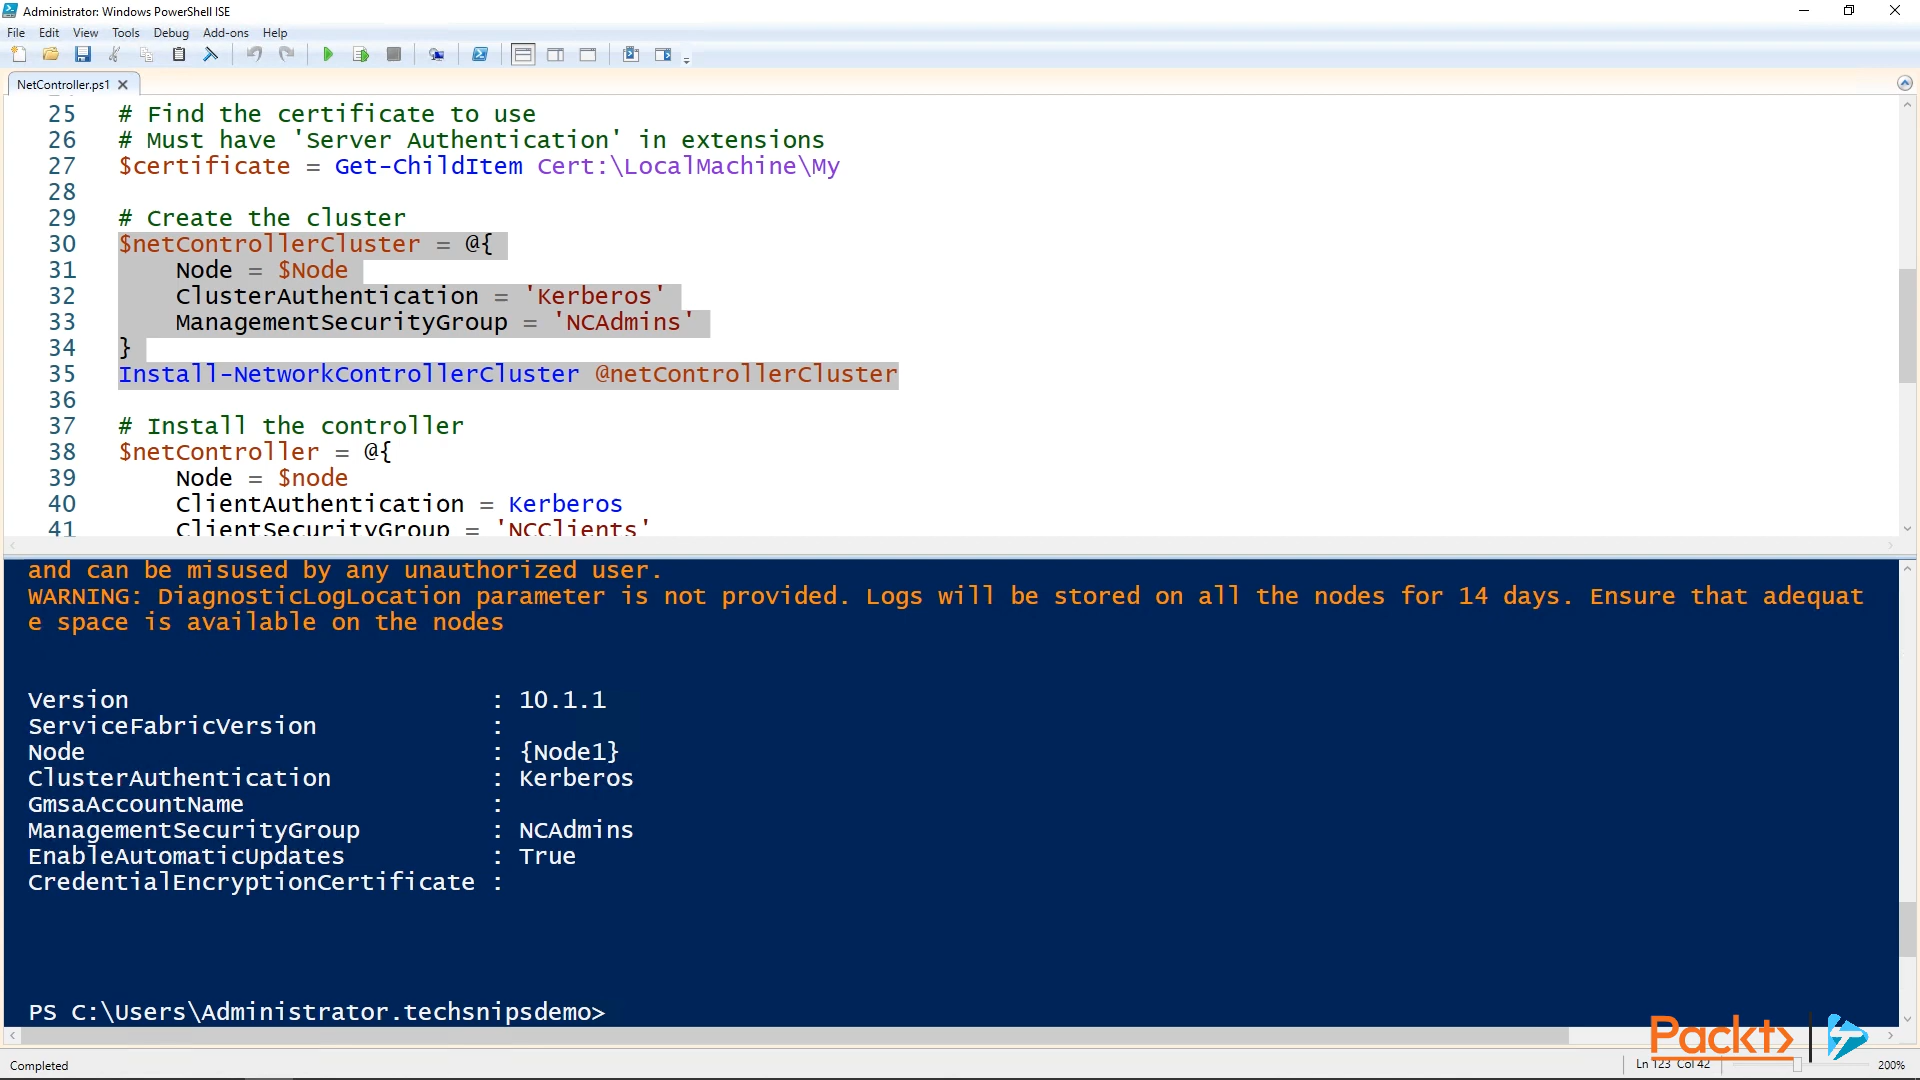 Administrator: Windows PowerShell ISE
File Edit View Tools Debug Add-ons Help
NetController.ps1
25 # Find the certificate to use
26 # Must have 'Server Authentication' in extensions
27 $certificate = Get-ChildItem Cert:\LocalMachine\My
28
29 # Create the cluster
30 $netControllerCluster = @{
31 Node = $Node
32 ClusterAuthentication = 'Kerberos'
33 ManagementSecurityGroup = 'NCAdmins'
34 }
35 Install-NetworkControllerCluster @netControllerCluster
36
37 # Install the controller
38 $netController = @{
39 Node = $node
40 ClientAuthentication = Kerberos
41 ClientSecurityGroup = 'NCClients'
and can be misused by any unauthorized user.
WARNING: DiagnosticLogLocation parameter is not provided. Logs will be stored on all the nodes for 14 days. Ensure that adequat
e space is available on the nodes
Version : 10.1.1
ServiceFabricVersion :
Node : {Node1}
ClusterAuthentication : Kerberos
GmsaAccountName :
ManagementSecurityGroup : NCAdmins
EnableAutomaticUpdates : True
CredentialEncryptionCertificate :
PS C:\Users\Administrator.techsnipsdemo>
Packt
Completed
Ln 123 Col 42
200%